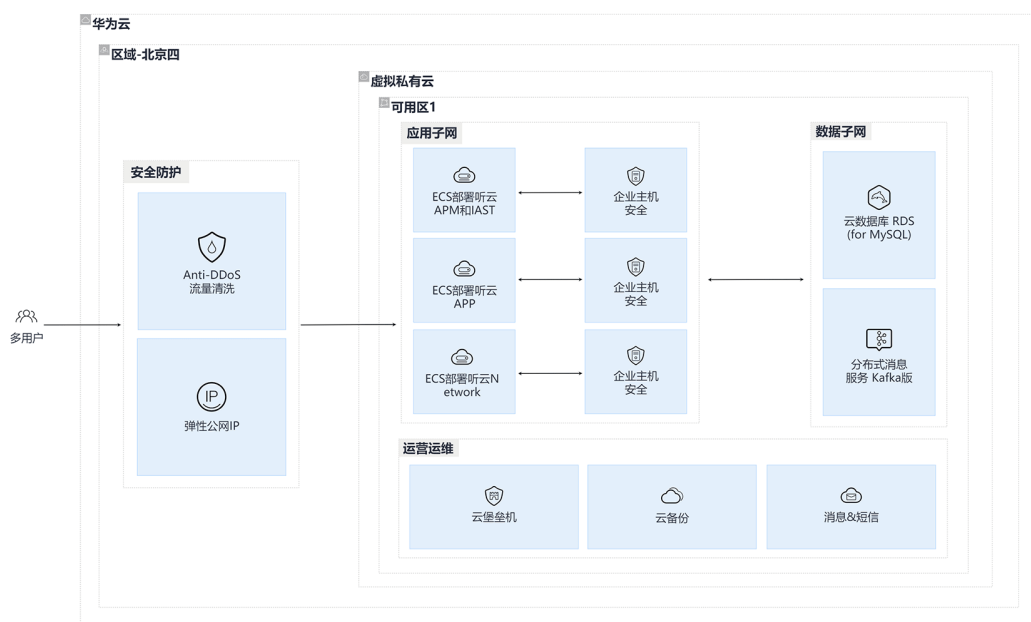 华为云
区域-北京四
虚拟私有云
可用区1
安全防护
Anti-DDoS
流量清洗
弹性公网IP
多用户
应用子网
ECS部署听云
APM和IAST
企业主机
安全
ECS部署听云
APP
企业主机
安全
ECS部署听云N
etwork
企业主机
安全
数据子网
云数据库 RDS
(for MySQL)
分布式消息
服务 Kafka版
运营运维
云堡垒机
云备份
消息&短信